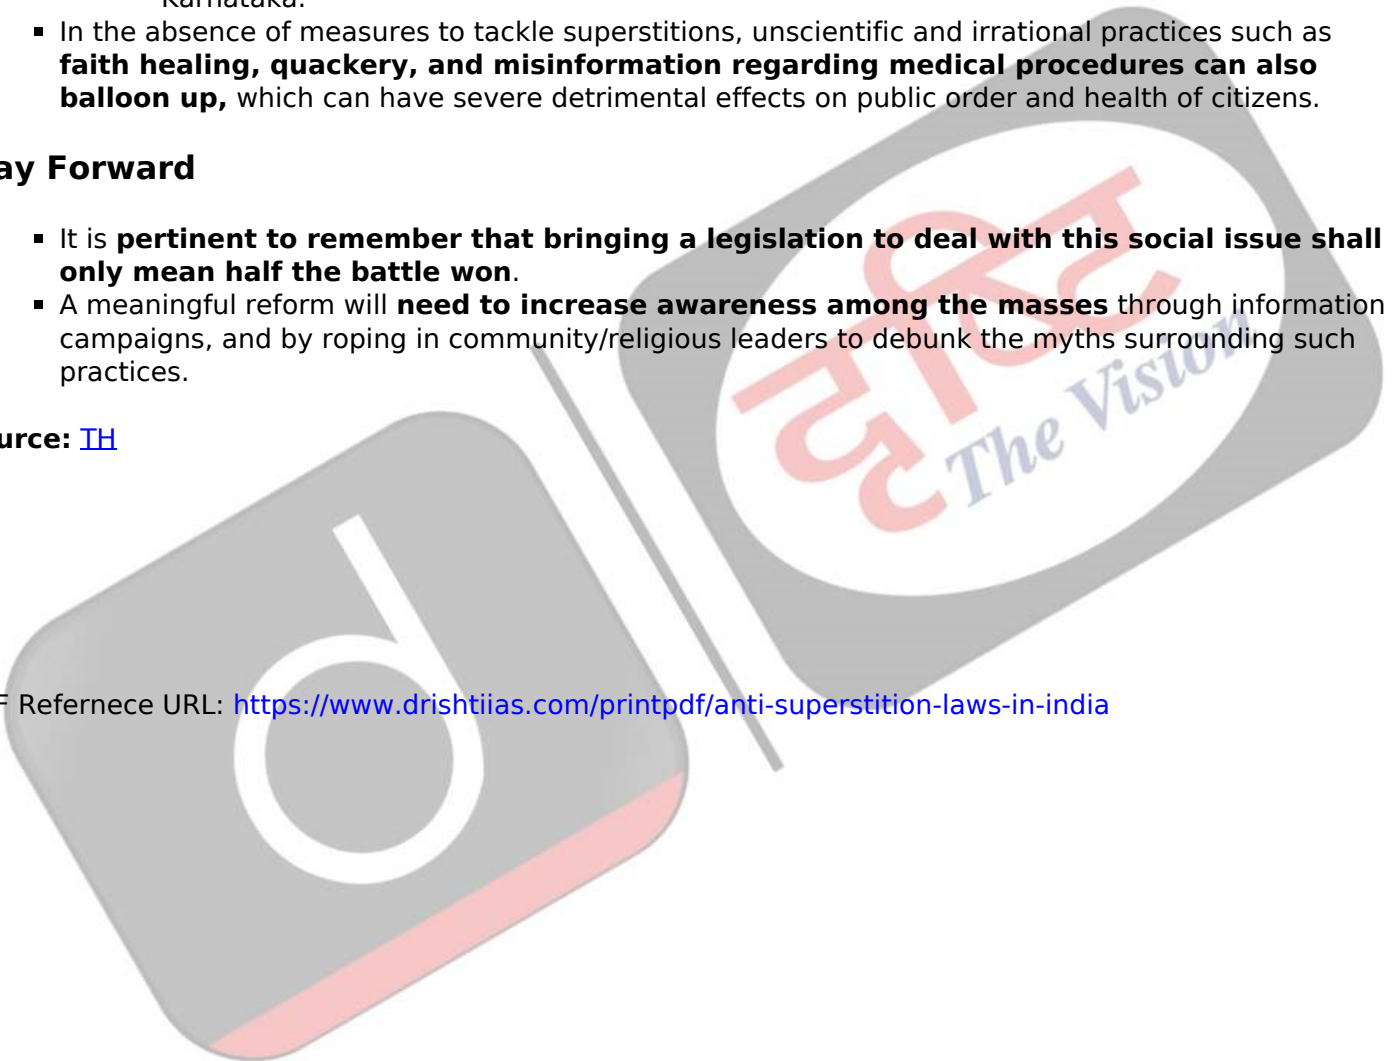 Karnataka.
▪ In the absence of measures to tackle superstitions, unscientific and irrational practices such as
faith healing, quackery, and misinformation regarding medical procedures can also
balloon up, which can have severe detrimental effects on public order and health of citizens.
ay Forward
▪ It is pertinent to remember that bringing a legislation to deal with this social issue shall
only mean half the battle won.
▪ A meaningful reform will need to increase awareness among the masses through information
campaigns, and by roping in community/religious leaders to debunk the myths surrounding such
practices.
urce: TH
F Refernece URL: https://www.drishtiias.com/printpdf/anti-superstition-laws-in-india
d
दृष्टि
The Vision